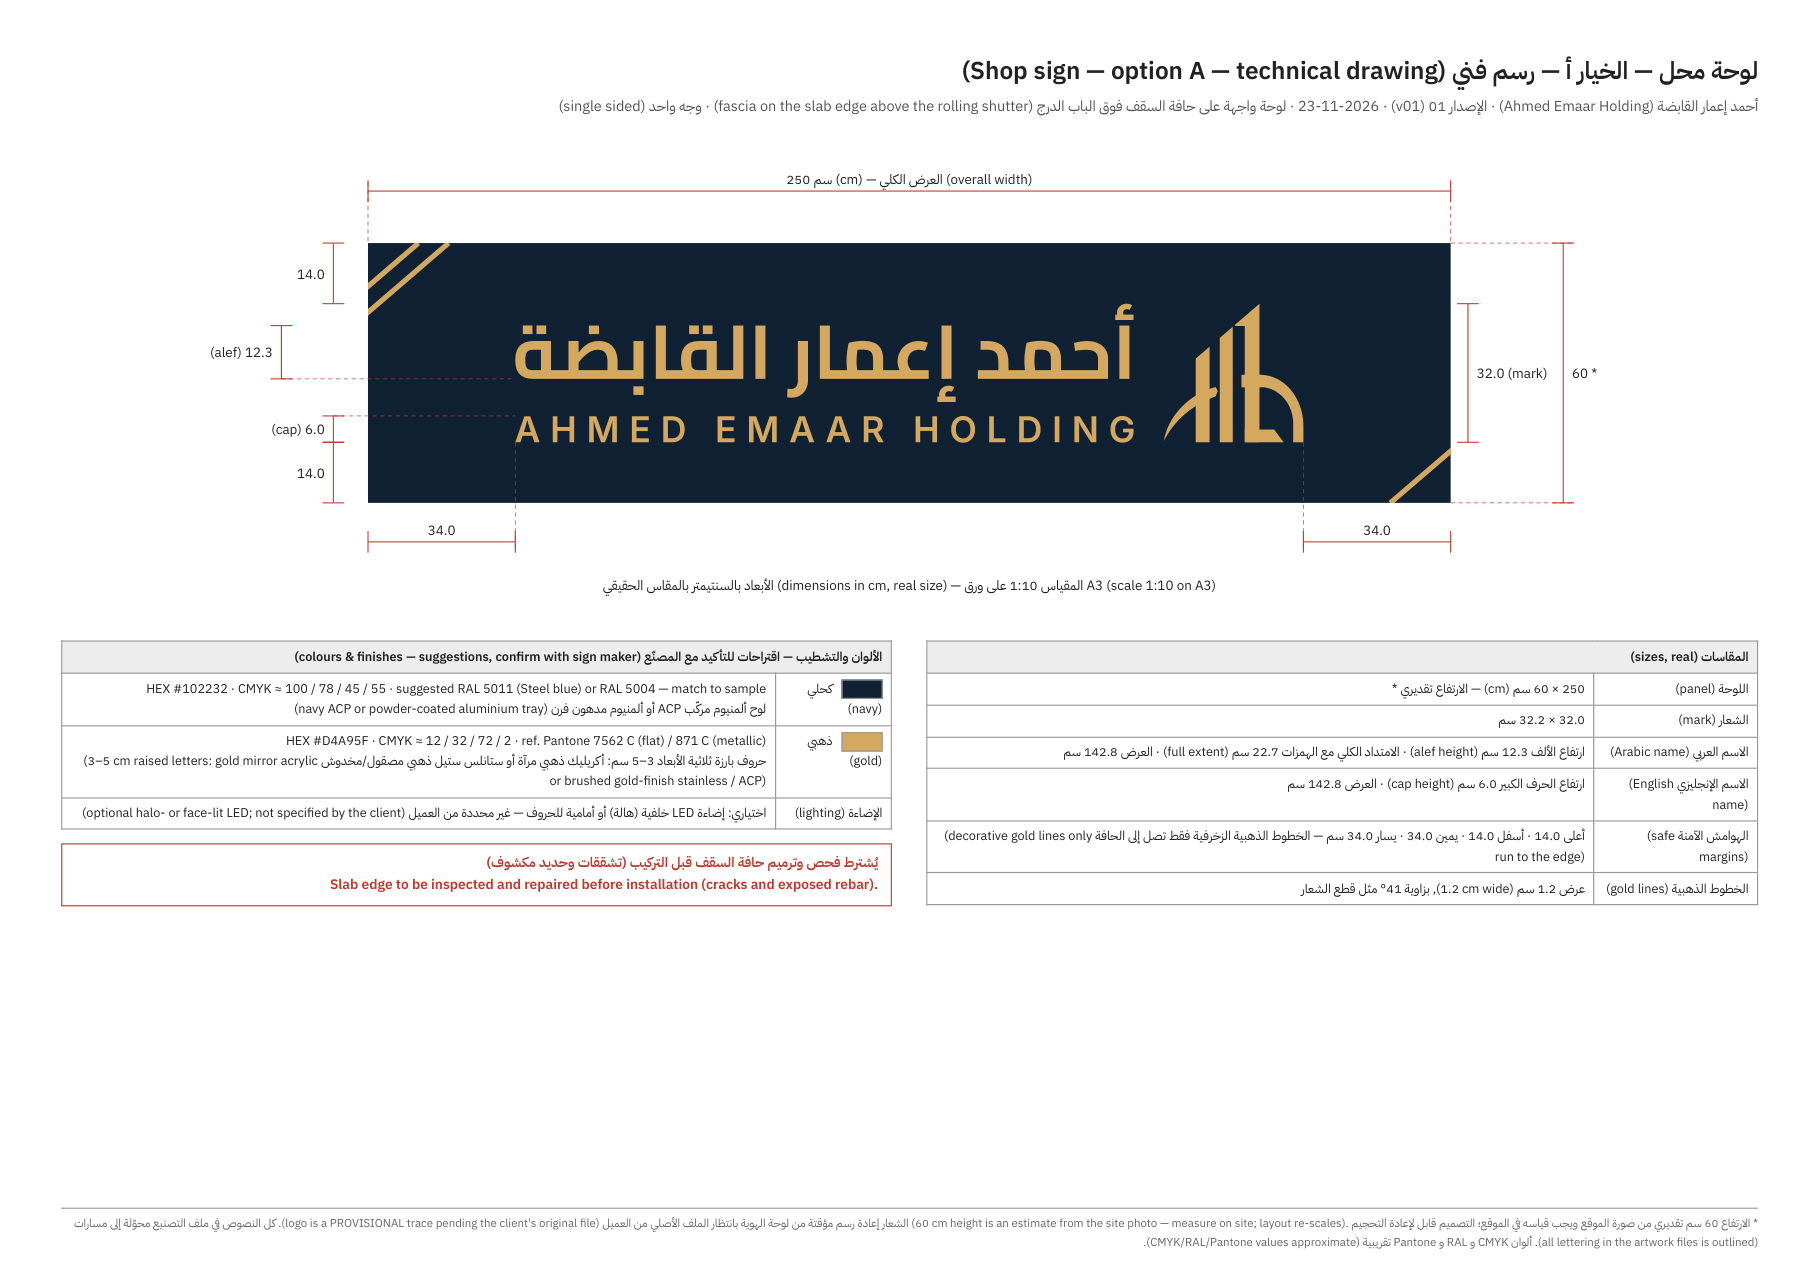 لوحة محل — الخيار أ — رسم فني (Shop sign — option A — technical drawing)
أحمد إعمار القابضة (Ahmed Emaar Holding) · الإصدار 01 (v01) · 23-11-2026 · لوحة واجهة على حافة السقف فوق الباب الدرج (fascia on the slab edge above the rolling shutter) · وجه واحد (single sided)
250 سم (cm) — العرض الكلي (overall width)
14.0
(alef) 12.3
(cap) 6.0
14.0
أحمد إعمار القابضة
AHMED EMAAR HOLDING
32.0 (mark)
60 *
34.0
34.0
الأبعاد بالسنتيمتر بالمقاس الحقيقي (dimensions in cm, real size) — المقياس 1:10 على ورق A3 (scale 1:10 on A3)
المقاسات (sizes, real)
اللوحة (panel)
250 × 60 سم (cm) — الارتفاع تقديري *
الشعار (mark)
32.0 × 32.2 سم
الاسم العربي (Arabic name)
ارتفاع الألف 12.3 سم (alef height) · الامتداد الكلي مع الهمزات 22.7 سم (full extent) · العرض 142.8 سم
الاسم الإنجليزي (English
name)
ارتفاع الحرف الكبير 6.0 سم (cap height) · العرض 142.8 سم
الهوامش الآمنة (safe
margins)
أعلى 14.0 · أسفل 14.0 · يمين 34.0 · يسار 34.0 سم — الخطوط الذهبية الزخرفية فقط تصل إلى الحافة (decorative gold lines only
run to the edge)
الخطوط الذهبية (gold lines)
عرض 1.2 سم (1.2 cm wide), بزاوية 41° مثل قطع الشعار
الألوان والتشطيب — اقتراحات للتأكيد مع المصنّع (colours & finishes — suggestions, confirm with sign maker)
كحلي
(navy)
HEX #102232 · CMYK ≈ 100 / 78 / 45 / 55 · suggested RAL 5011 (Steel blue) or RAL 5004 — match to sample
لوح ألمنيوم مركّب ACP أو ألمنيوم مدهون فرن (navy ACP or powder-coated aluminium tray)
ذهبي
(gold)
HEX #D4A95F · CMYK ≈ 12 / 32 / 72 / 2 · ref. Pantone 7562 C (flat) / 871 C (metallic)
حروف بارزة ثلاثية الأبعاد 3–5 سم: أكريليك ذهبي مرآة أو ستانلس ستيل ذهبي مصقول/مخدوش (3–5 cm raised letters: gold mirror acrylic
or brushed gold-finish stainless / ACP)
الإضاءة (lighting)
اختياري: إضاءة LED خلفية (هالة) أو أمامية للحروف — غير محددة من العميل (optional halo- or face-lit LED; not specified by the client)
يُشترط فحص وترميم حافة السقف قبل التركيب (تشققات وحديد مكشوف)
Slab edge to be inspected and repaired before installation (cracks and exposed rebar).
* الارتفاع 60 سم تقديري من صورة الموقع ويجب قياسه في الموقع؛ التصميم قابل لإعادة التحجيم (60 cm height is an estimate from the site photo — measure on site; layout re-scales). الشعار إعادة رسم مؤقتة من لوحة الهوية بانتظار الملف الأصلي من العميل (logo is a PROVISIONAL trace pending the client's original file). كل النصوص في ملف التصنيع محوّلة إلى مسارات
(all lettering in the artwork files is outlined). ألوان CMYK و RAL و Pantone تقريبية (CMYK/RAL/Pantone values approximate).